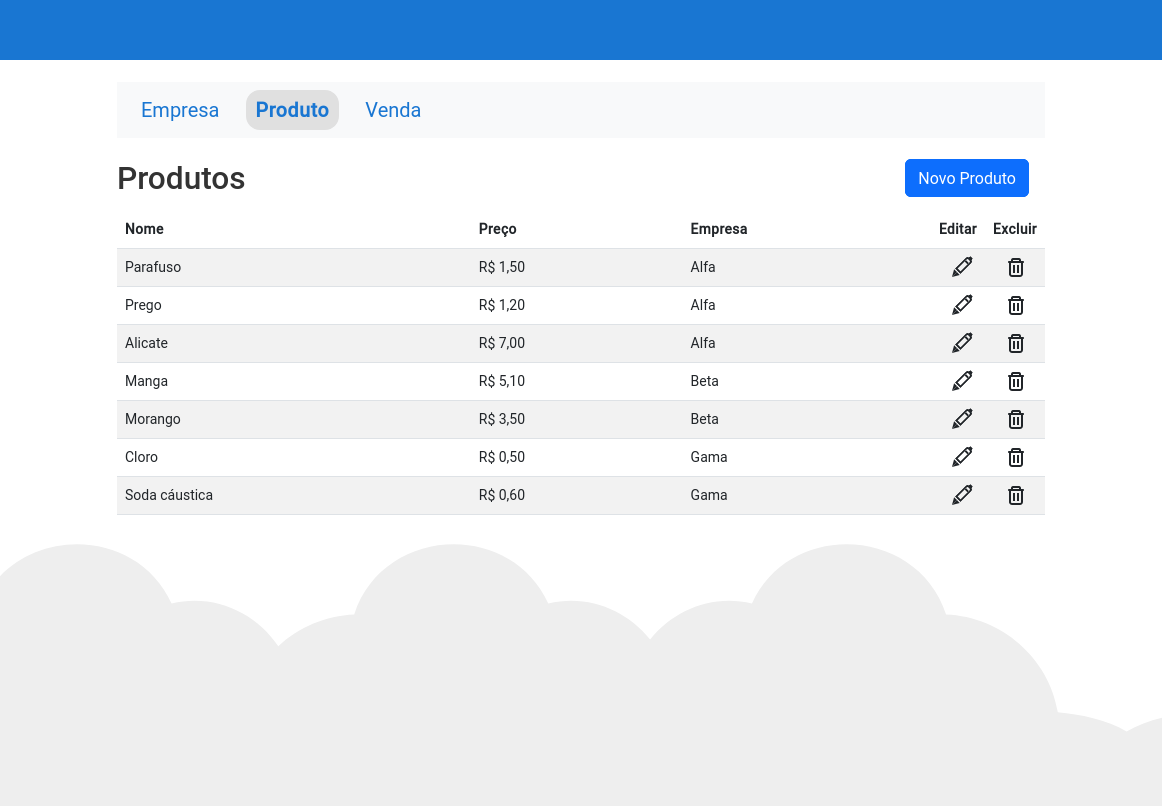 Empresa Produto Venda
Produtos Novo Produto
Nome Preço Empresa Editar Excluir
Parafuso R$ 1,50 Alfa
Prego R$ 1,20 Alfa
Alicate R$ 7,00 Alfa
Manga R$ 5,10 Beta
Morango R$ 3,50 Beta
Cloro R$ 0,50 Gama
Soda cáustica R$ 0,60 Gama